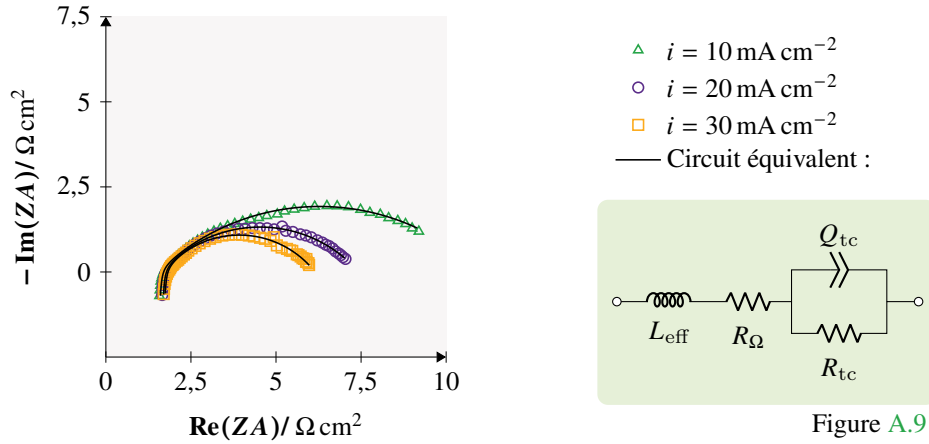 7,5
5
2,5
0
0
2,5
5
7,5
10
−Im(ZA)/ Ω cm²
Re(ZA)/ Ω cm²
i = 10 mA cm⁻²
i = 20 mA cm⁻²
i = 30 mA cm⁻²
Circuit équivalent :
Q_tc
L_eff
R_Ω
R_tc
Figure A.9